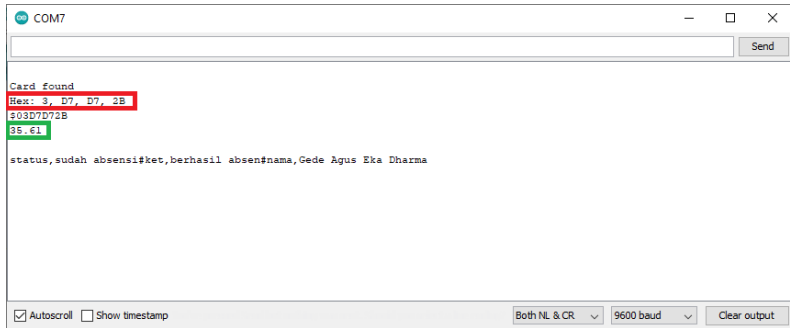 COM7
Send
Card found
Hex: 3, D7, D7, 2B
$03D7D72B
35.61
status,sudah absensi#ket,berhasil absen#nama,Gede Agus Eka Dharma
Autoscroll Show timestamp Both NL & CR 9600 baud Clear output